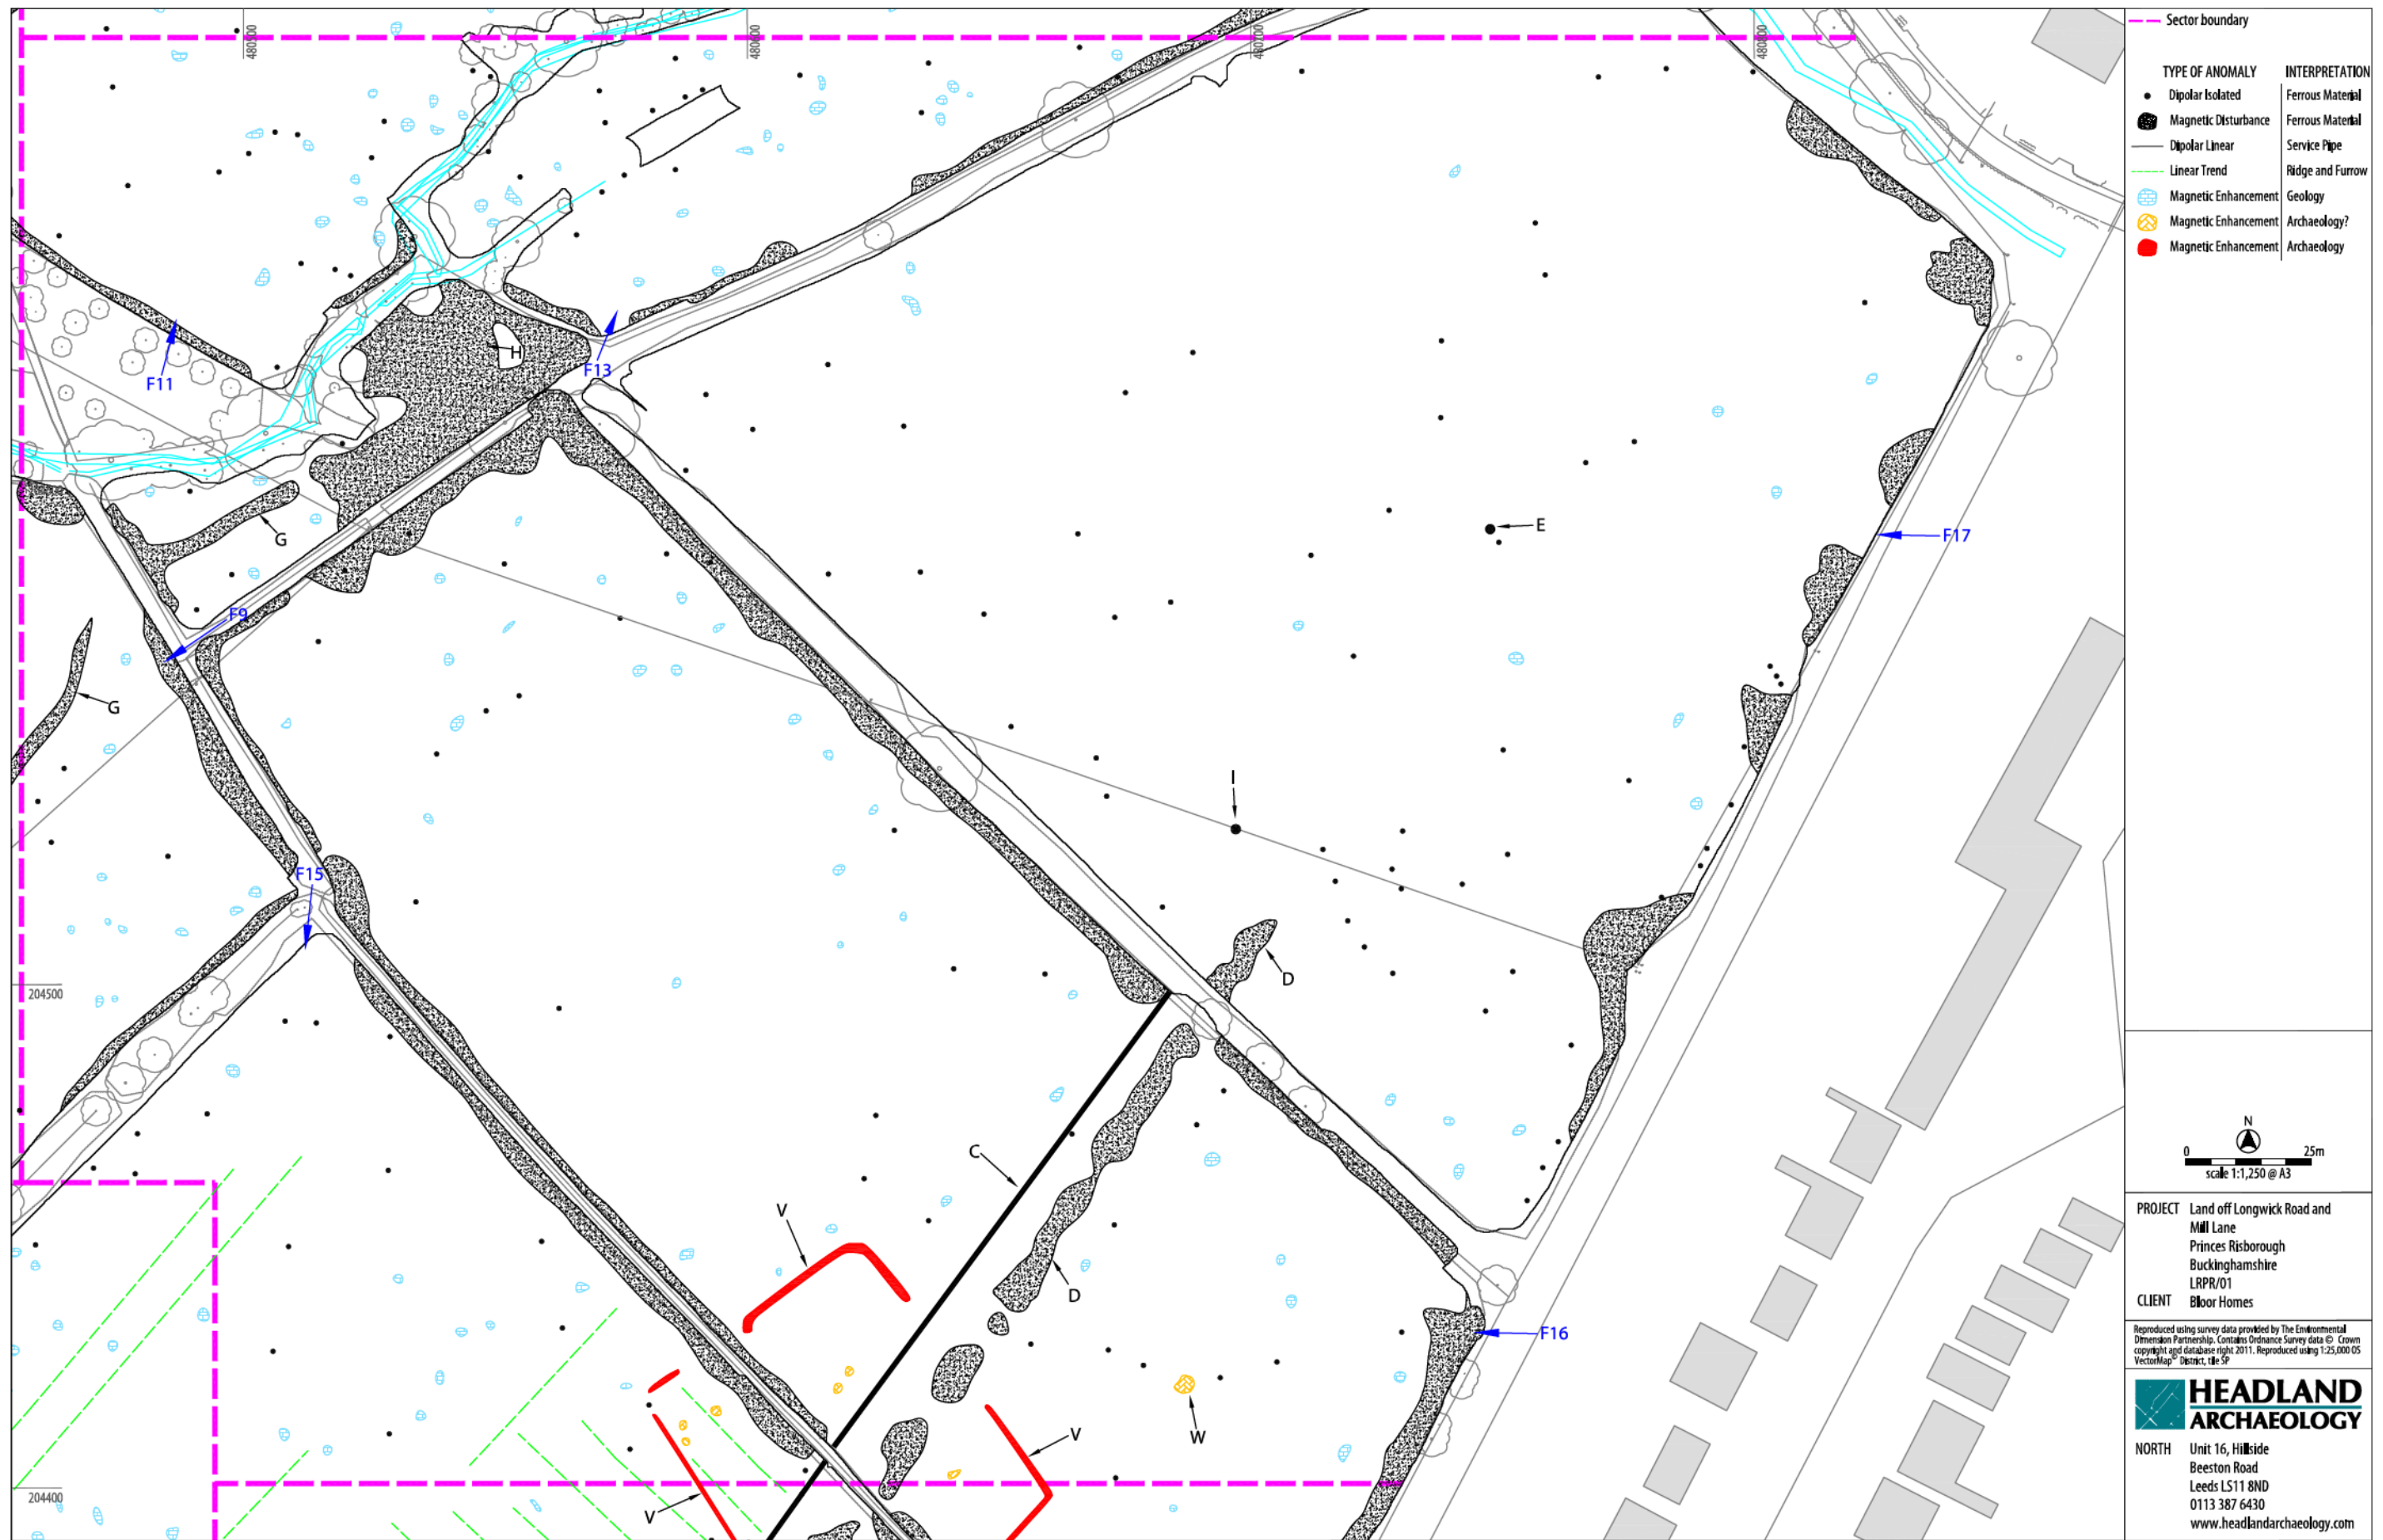 480500
480600
480700
480800
F11
H
F13
G
E
F17
F9
G
I
F15
D
204500
C
V
D
F16
V
W
V
204400
Sector boundary
TYPE OF ANOMALY INTERPRETATION
Dipolar Isolated Ferrous Material
Magnetic Disturbance Ferrous Material
Dipolar Linear Service Pipe
Linear Trend Ridge and Furrow
Magnetic Enhancement Geology
Magnetic Enhancement Archaeology?
Magnetic Enhancement Archaeology
N
0 25m
scale 1:1,250 @ A3
PROJECT Land off Longwick Road and
Mill Lane
Princes Risborough
Buckinghamshire
LRPR/01
CLIENT Bloor Homes
Reproduced using survey data provided by The Environmental
Dimension Partnership. Contains Ordnance Survey data © Crown
copyright and database right 2011. Reproduced using 1:25,000 OS
VectorMap® District, tile SP
HEADLAND
ARCHAEOLOGY
NORTH Unit 16, Hillside
Beeston Road
Leeds LS11 8ND
0113 387 6430
www.headlandarchaeology.com